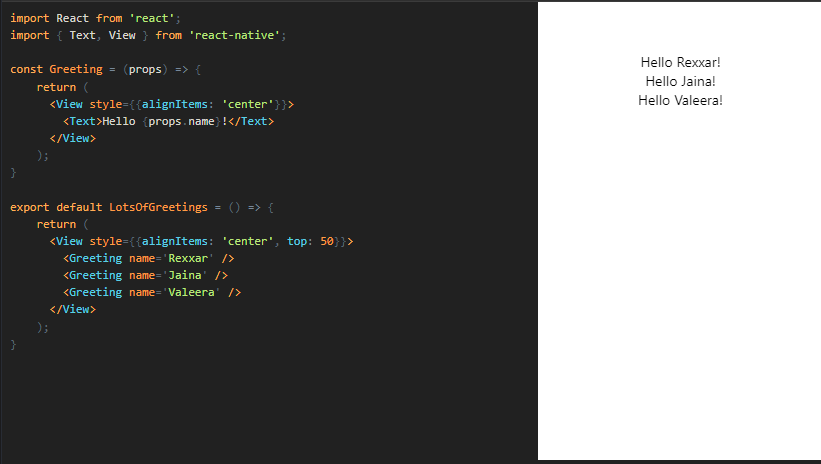 import React from 'react';
import { Text, View } from 'react-native';
const Greeting = (props) => {
return (
<View style={{alignItems: 'center'}}>
<Text>Hello {props.name}!</Text>
</View>
);
}
export default LotsOfGreetings = () => {
return (
<View style={{alignItems: 'center', top: 50}}>
<Greeting name='Rexxar' />
<Greeting name='Jaina' />
<Greeting name='Valeera' />
</View>
);
}
Hello Rexxar!
Hello Jaina!
Hello Valeera!